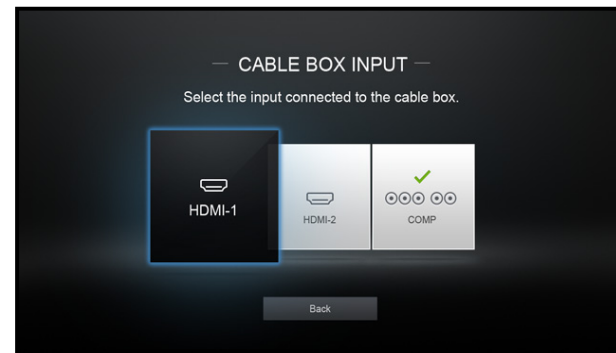 — CABLE BOX INPUT —
Select the input connected to the cable box.
HDMI-1
HDMI-2
COMP
Back